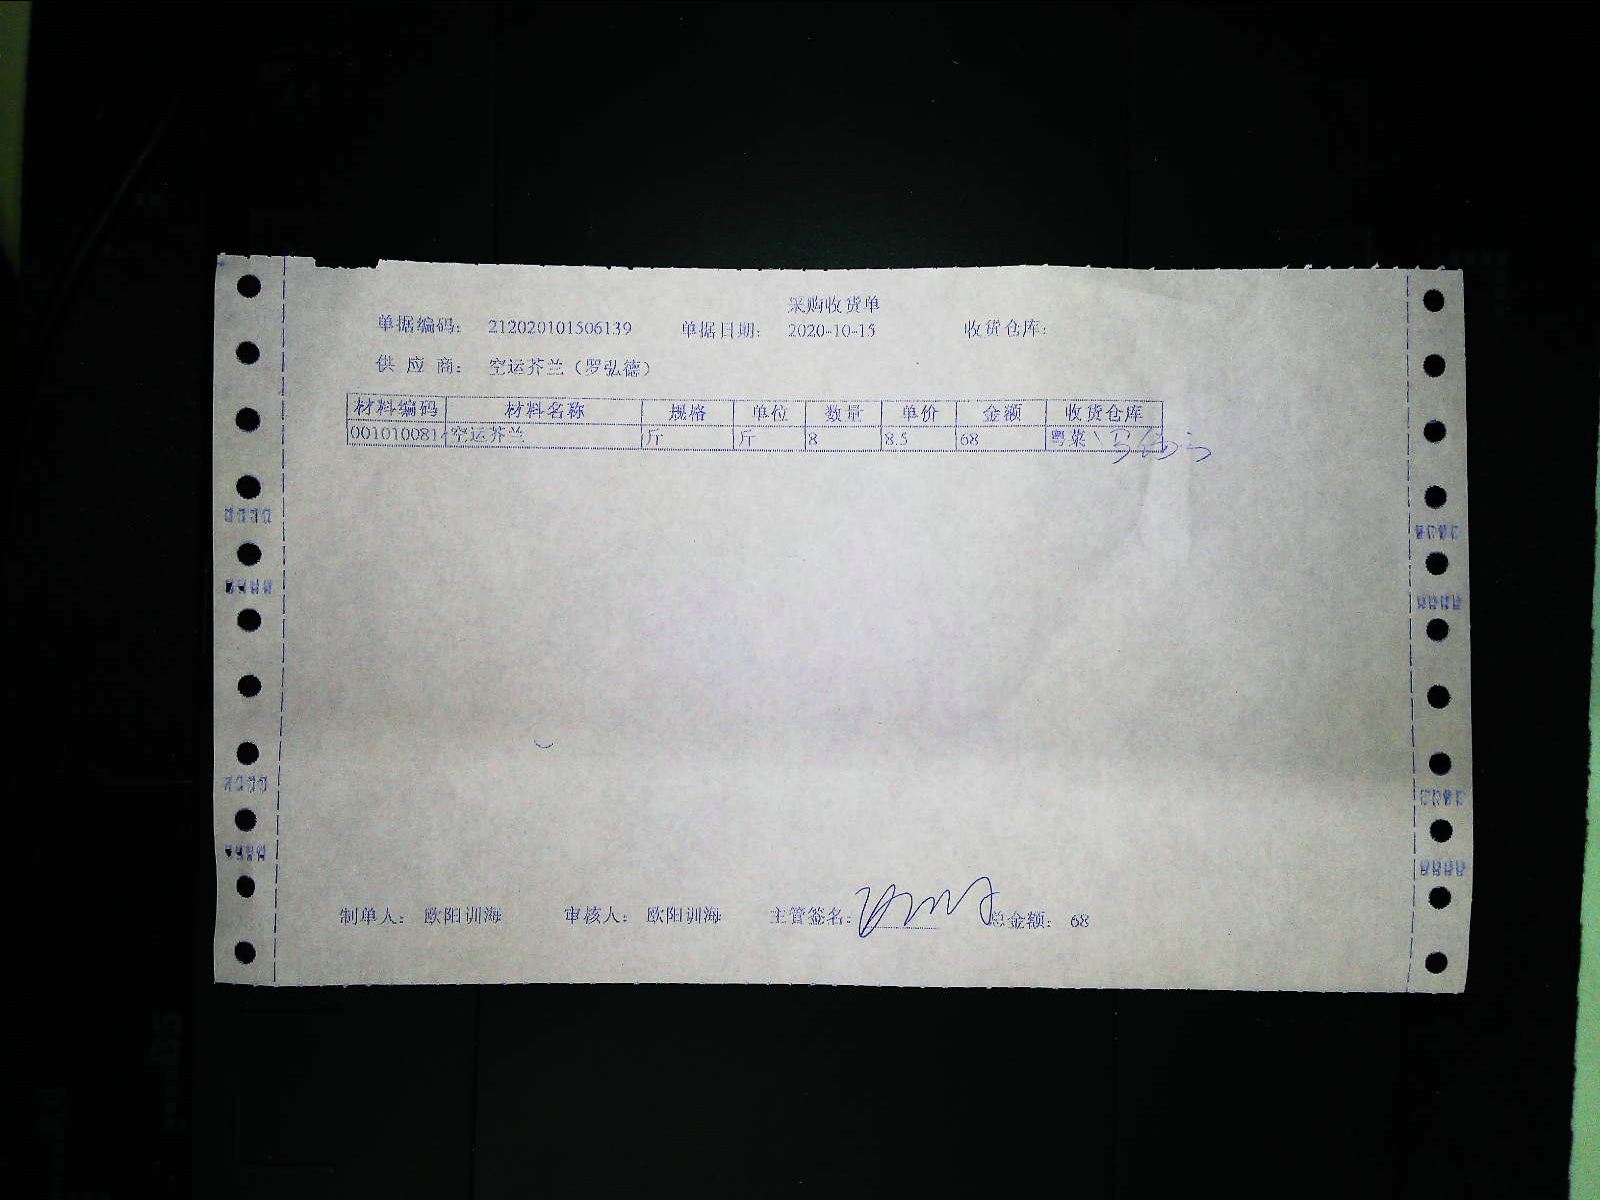 采购收货单
单据编码: 212020101506139 单据日期: 2020-10-15 收货仓库:
供应商: 空运芥兰（罗弘德）
材料编码 材料名称 规格 单位 数量 单价 金额 收货仓库
0010100814 空运芥兰 斤 斤 8 8.5 68 粤菜
制单人: 欧阳训海 审核人: 欧阳训海 主管签名: 总金额: 68